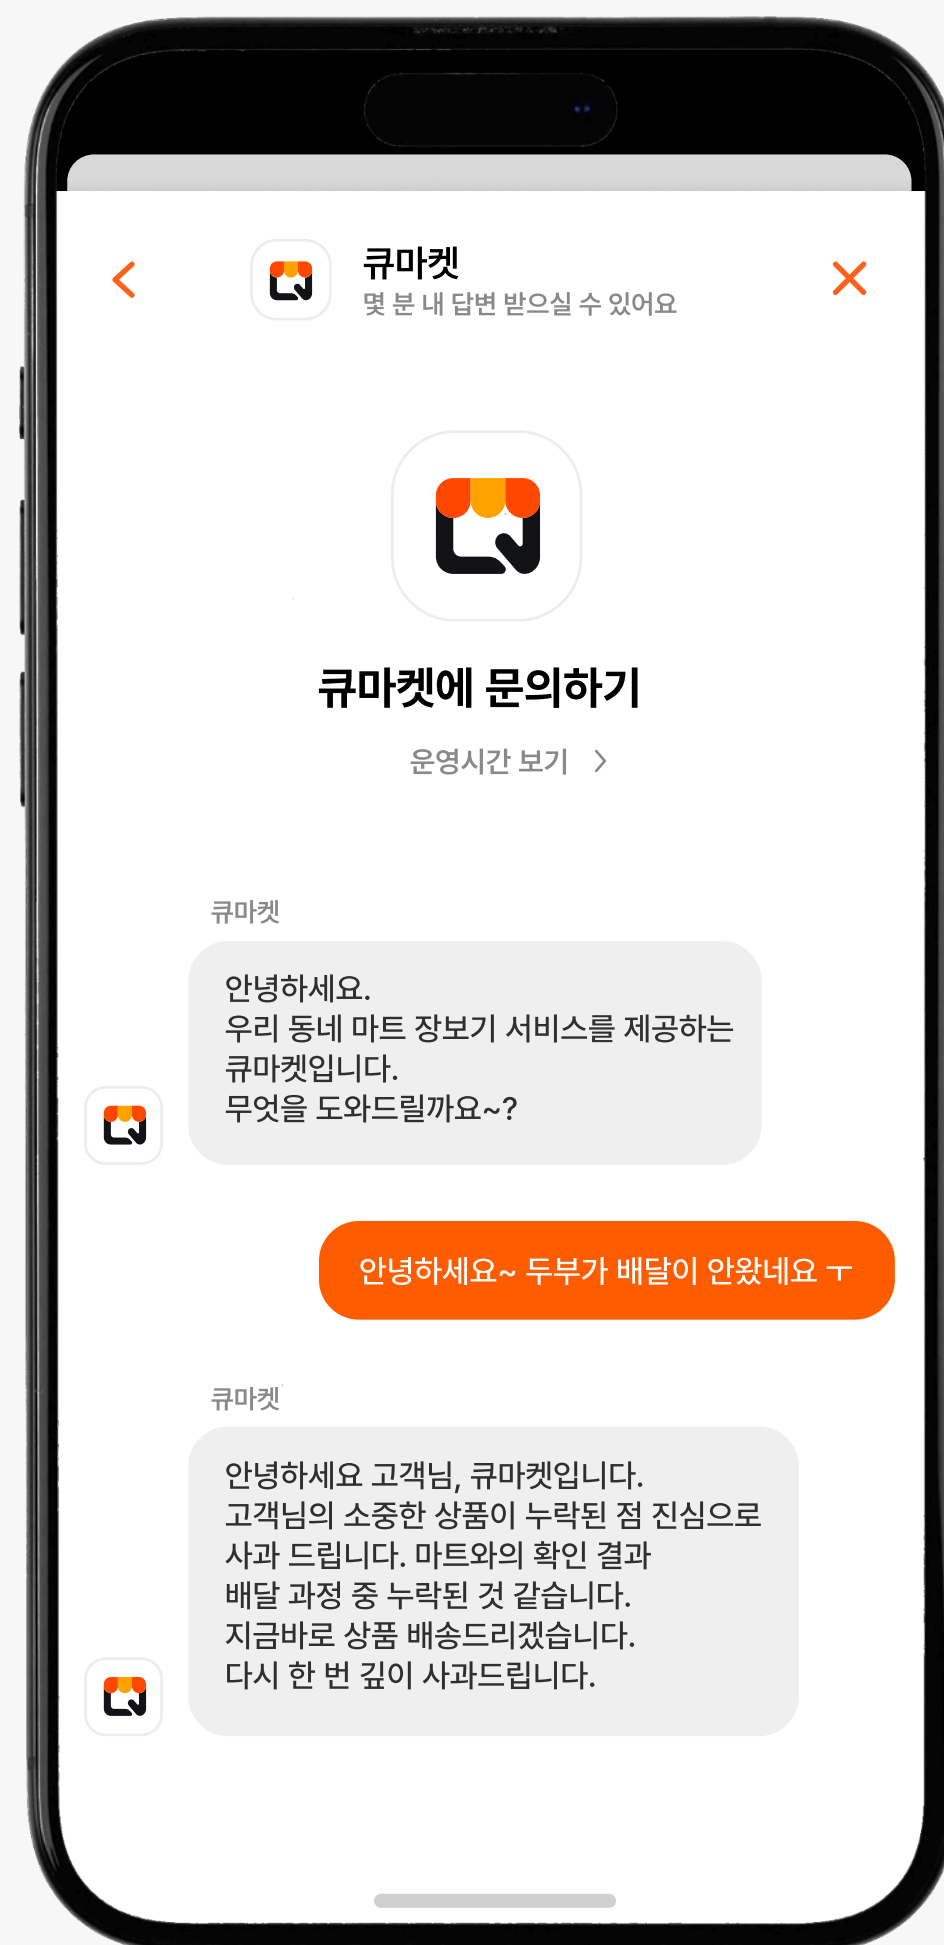 큐마켓
몇 분 내 답변 받으실 수 있어요
큐마켓에 문의하기
운영시간 보기
큐마켓
안녕하세요.
우리 동네 마트 장보기 서비스를 제공하는
큐마켓입니다.
무엇을 도와드릴까요~?
안녕하세요~ 두부가 배달이 안왔네요 ㅜ
큐마켓
안녕하세요 고객님, 큐마켓입니다.
고객님의 소중한 상품이 누락된 점 진심으로
사과 드립니다. 마트와의 확인 결과
배달 과정 중 누락된 것 같습니다.
지금바로 상품 배송드리겠습니다.
다시 한 번 깊이 사과드립니다.